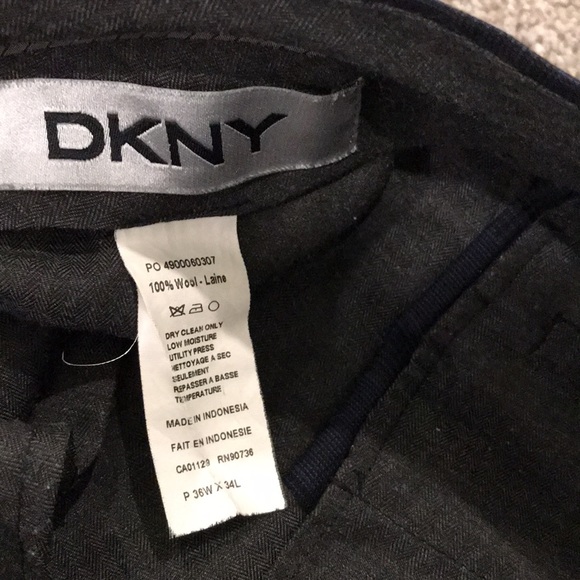 DKNY
PO 4900060307
100% Wool - Laine
DRY CLEAN ONLY
LOW MOISTURE
UTILITY PRESS
NETTOYAGE A SEC
SEULEMENT
REPASSER A BASSE
TEMPERATURE
MADE IN INDONESIA
FAIT EN INDONESIE
CA01129 RN90736
P 36W X 34L